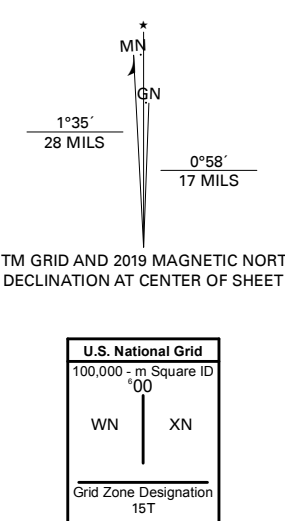 MN
GN
1°35´
28 MILS
0°58´
17 MILS
TM GRID AND 2019 MAGNETIC NORT
DECLINATION AT CENTER OF SHEET
U.S. National Grid
100,000 - m Square ID
⁶00
WN XN
Grid Zone Designation
15T